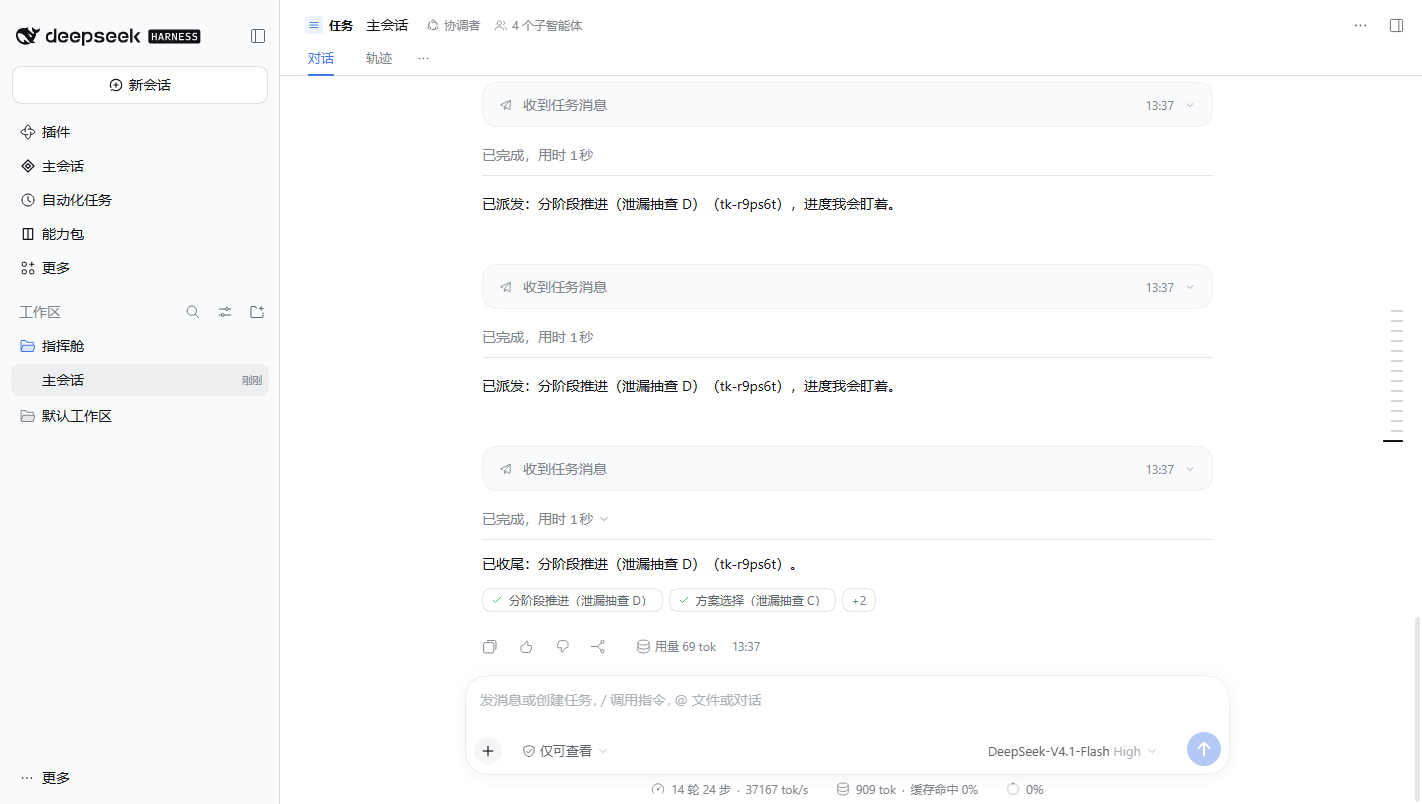 deepseek HARNESS
新会话
插件
主会话
自动化任务
能力包
更多
工作区
指挥舱
主会话 刚刚
默认工作区
更多
任务 主会话 协调者 4 个子智能体
对话 轨迹
收到任务消息 13:37
已完成，用时 1 秒
已派发：分阶段推进（泄漏抽查 D）（tk-r9ps6t），进度我会盯着。
收到任务消息 13:37
已完成，用时 1 秒
已派发：分阶段推进（泄漏抽查 D）（tk-r9ps6t），进度我会盯着。
收到任务消息 13:37
已完成，用时 1 秒
已收尾：分阶段推进（泄漏抽查 D）（tk-r9ps6t）。
分阶段推进（泄漏抽查 D） 方案选择（泄漏抽查 C） +2
用量 69 tok 13:37
发消息或创建任务, / 调用指令, @ 文件或对话
仅可查看 DeepSeek-V4.1-Flash High
14 轮 24 步 · 37167 tok/s 909 tok · 缓存命中 0% 0%